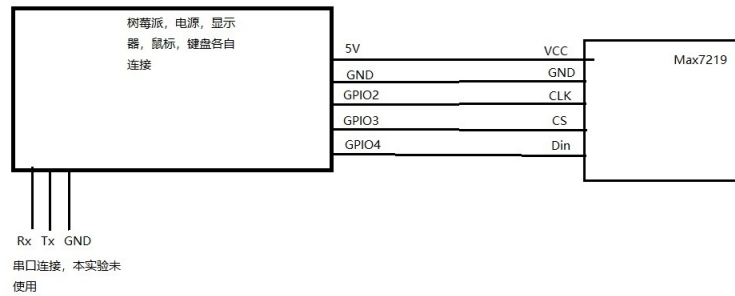 树莓派，电源，显示
器，鼠标，键盘各自
连接
5V
VCC
GND
GND
GPIO2
CLK
GPIO3
CS
GPIO4
Din
Max7219
Rx Tx GND
串口连接，本实验未
使用